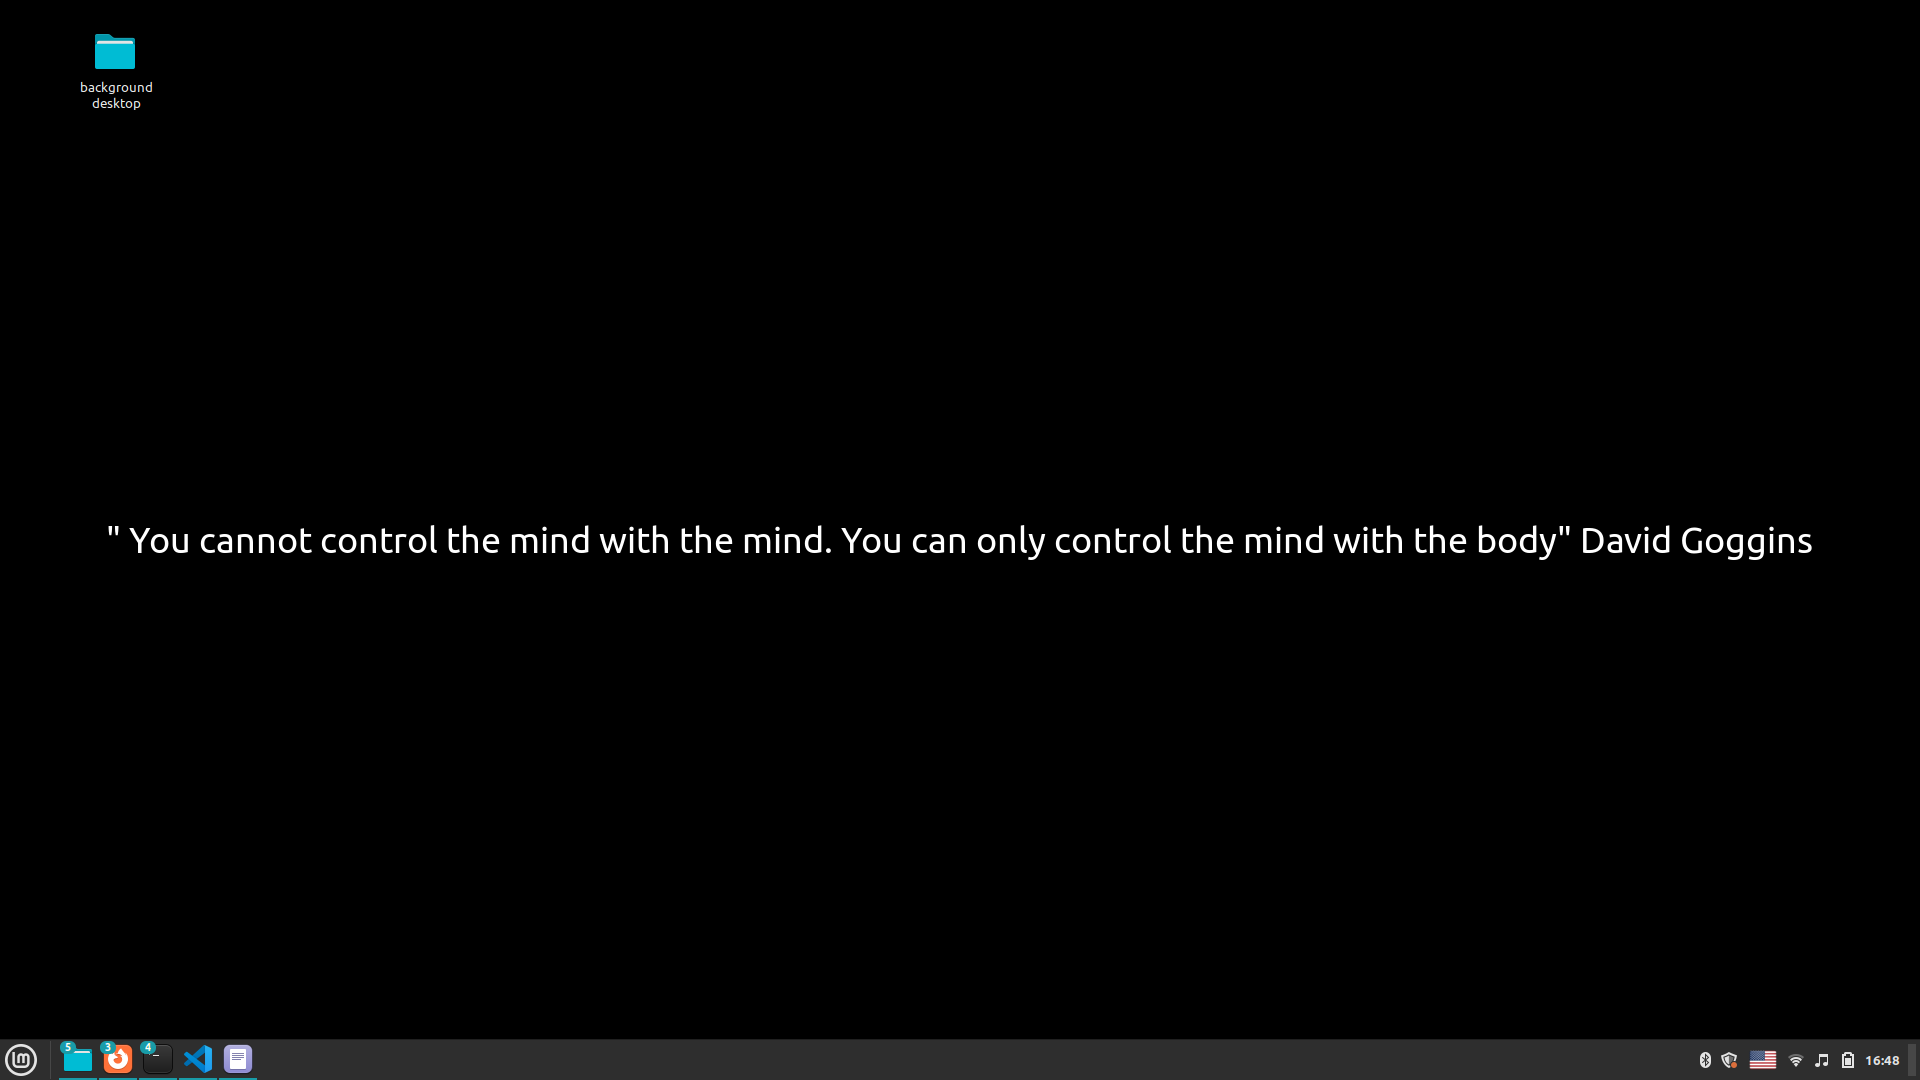 background
desktop
" You cannot control the mind with the mind. You can only control the mind with the body" David Goggins
5
3
4
16:48